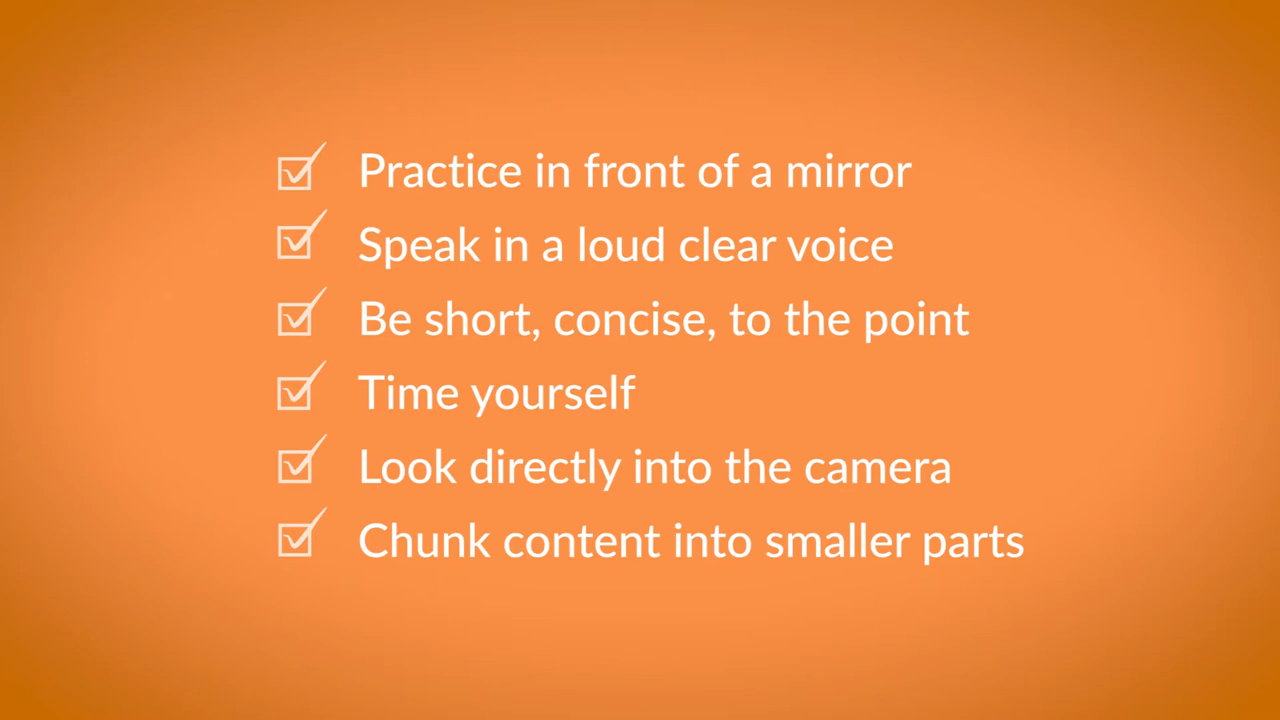 Practice in front of a mirror
Speak in a loud clear voice
Be short, concise, to the point
Time yourself
Look directly into the camera
Chunk content into smaller parts